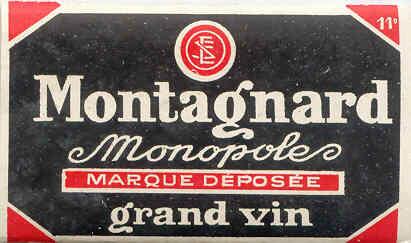 11°
Montagnard
Monopole
MARQUE DÉPOSÉE
grand vin